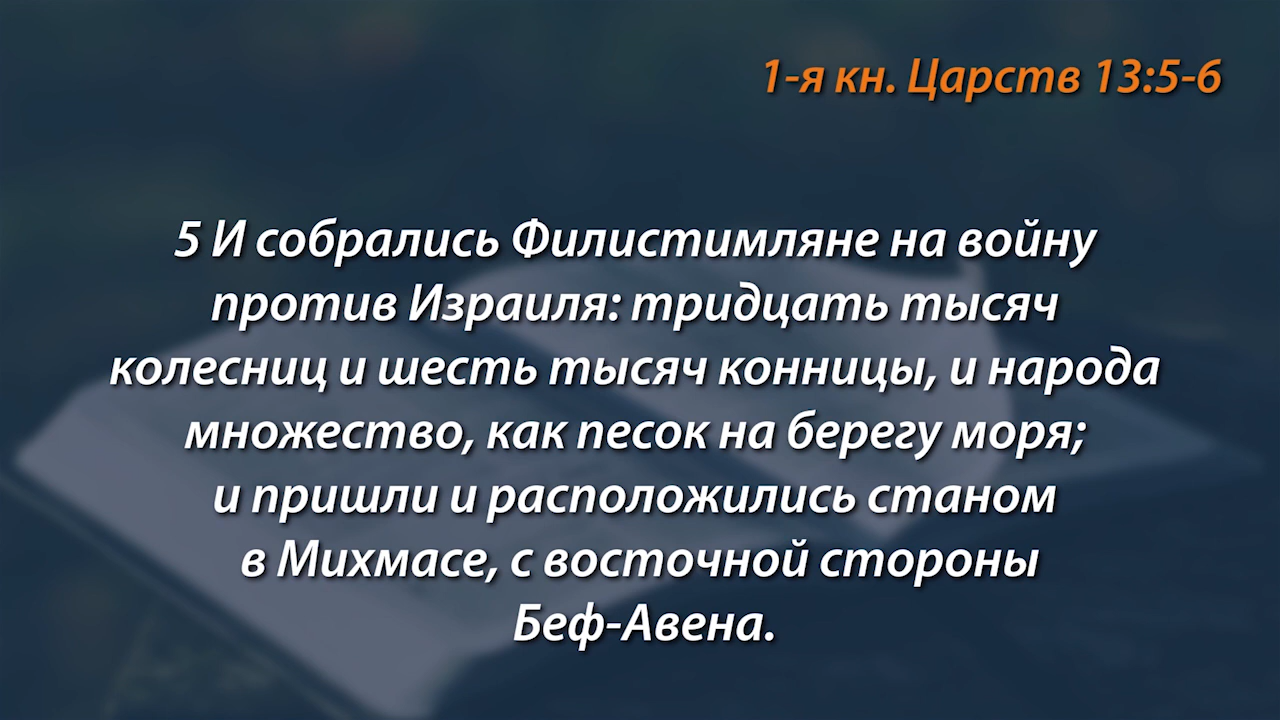 1-я кн. Царств 13:5-6
5 И собрались Филистимляне на войну
против Израиля: тридцать тысяч
колесниц и шесть тысяч конницы, и народа
множество, как песок на берегу моря;
и пришли и расположились станом
в Михмасе, с восточной стороны
Беф-Авена.